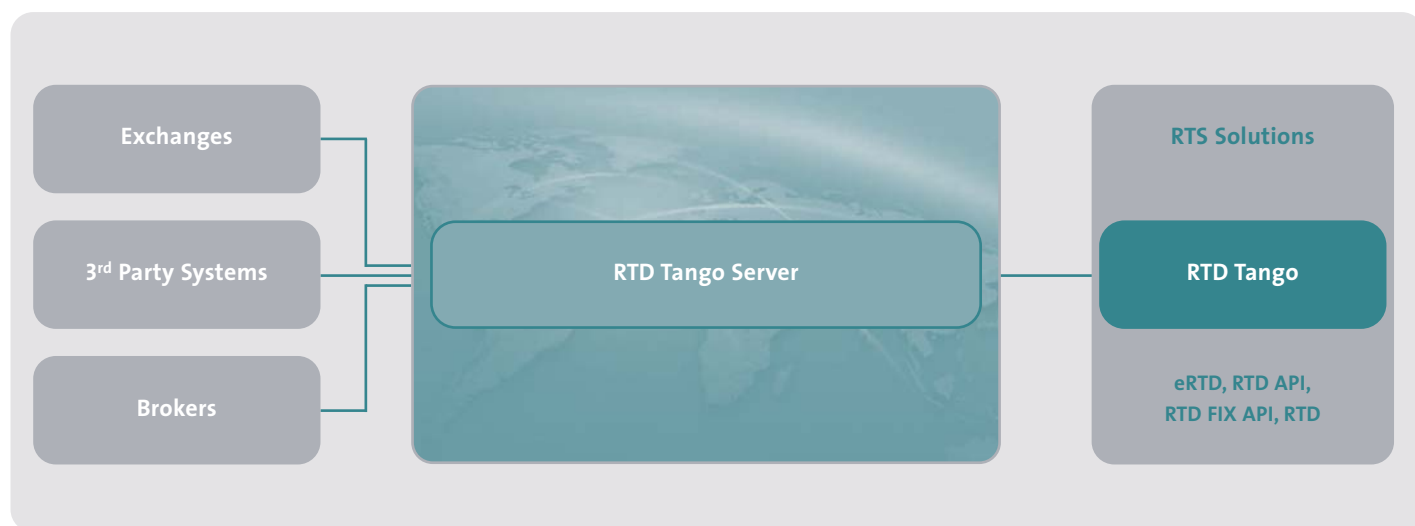 Exchanges
3rd Party Systems
Brokers
RTD Tango Server
RTS Solutions
RTD Tango
eRTD, RTD API,
RTD FIX API, RTD